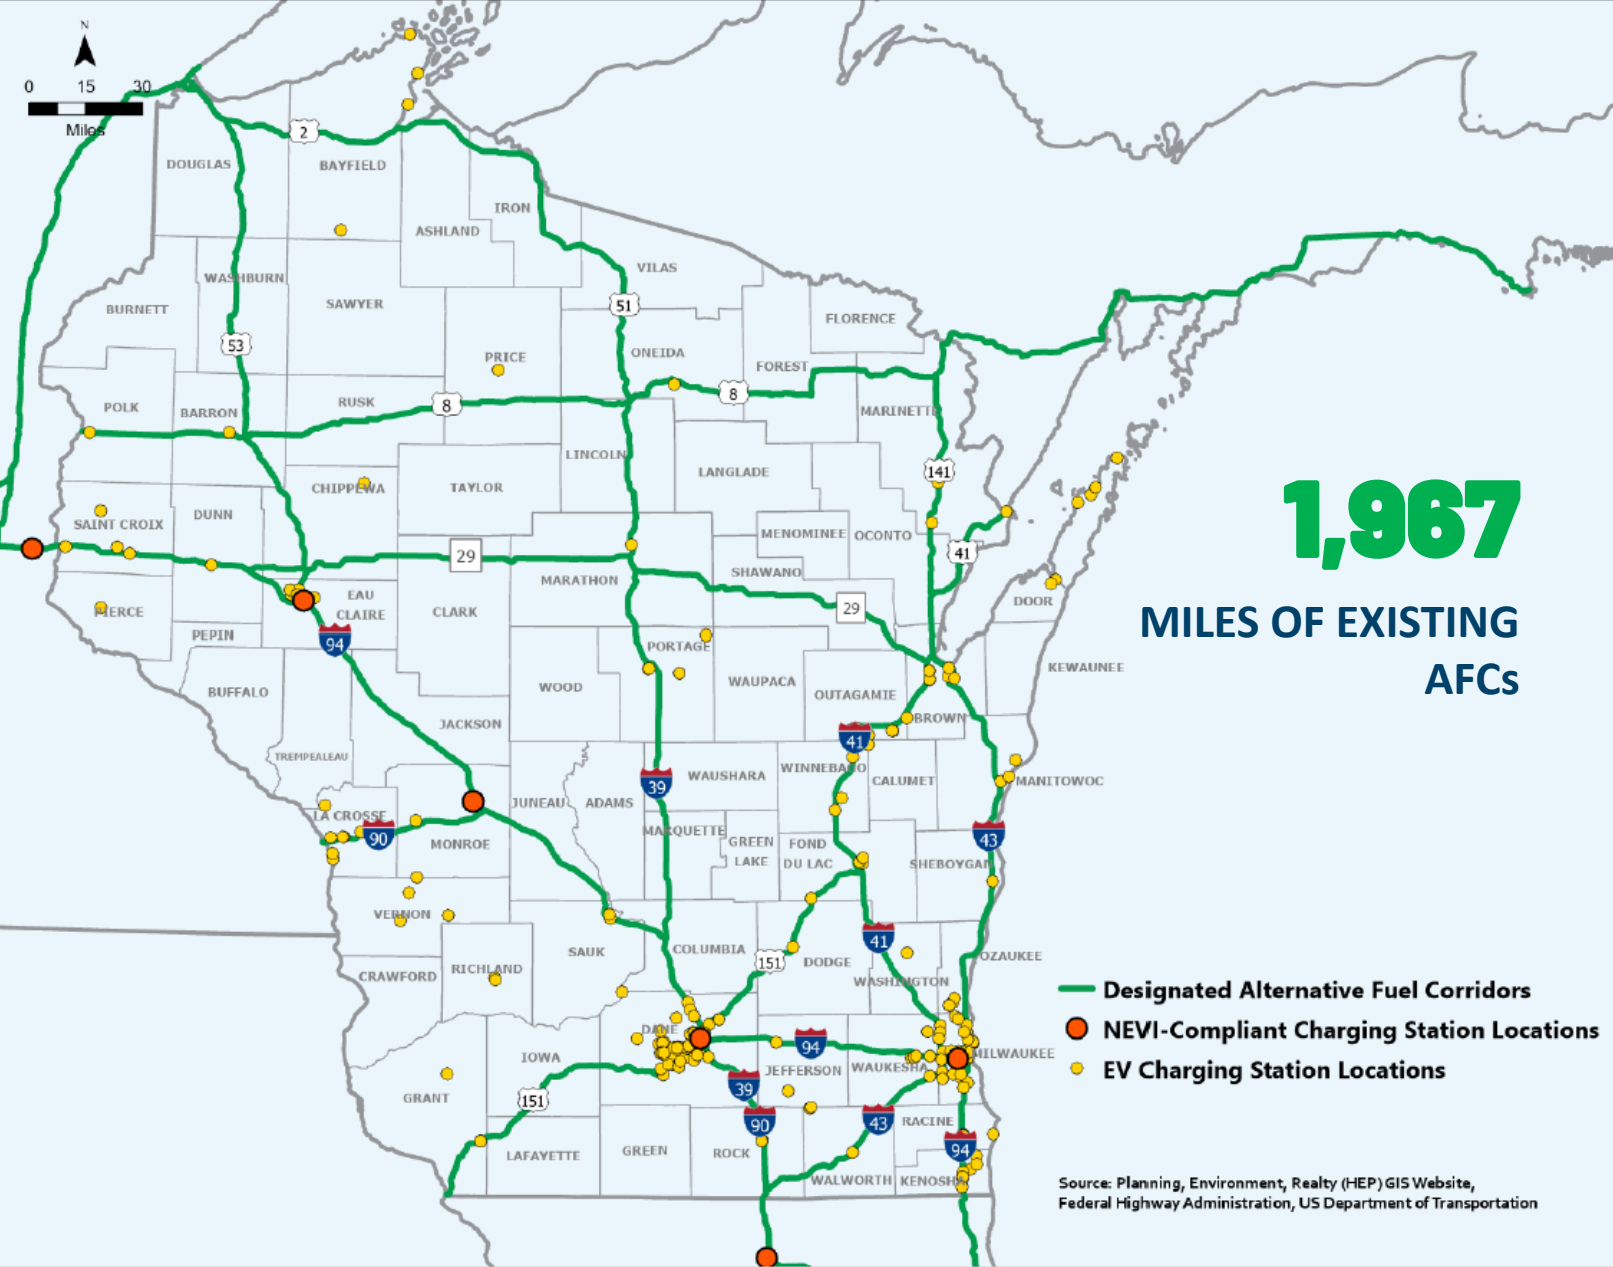 N
0 15 30
Miles
2
DOUGLAS
BAYFIELD
IRON
ASHLAND
VILAS
WASHBURN
BURNETT
SAWYER
51
FLORENCE
53
PRICE
ONEIDA
FOREST
8
8
POLK
BARRON
RUSK
MARINETTE
LINCOLN
141
LANGLADE
CHIPPEWA
TAYLOR
1,967
SAINT CROIX
DUNN
MENOMINEE
OCONTO
29
41
SHAWANO
MARATHON
EAU
CLAIRE
DOOR
PIERCE
CLARK
29
MILES OF EXISTING
AFCs
PEPIN
94
PORTAGE
KEWAUNEE
BUFFALO
WOOD
WAUPACA
OUTAGAMIE
BROWN
JACKSON
41
TREMPEALEAU
WINNEBAGO
WAUSHARA
39
CALUMET
MANITOWOC
JUNEAU
ADAMS
LA CROSSE
90
MARQUETTE
43
MONROE
GREEN
LAKE
FOND
DU LAC
SHEBOYGAN
VERNON
41
SAUK
COLUMBIA
OZAUKEE
151
DODGE
CRAWFORD
RICHLAND
WASHINGTON
Designated Alternative Fuel Corridors
NEVI-Compliant Charging Station Locations
EV Charging Station Locations
DANE
94
MILWAUKEE
IOWA
JEFFERSON
WAUKESHA
39
GRANT
151
90
43
RACINE
LAFAYETTE
GREEN
ROCK
94
WALWORTH
KENOSHA
Source: Planning, Environment, Realty (HEP) GIS Website,
Federal Highway Administration, US Department of Transportation